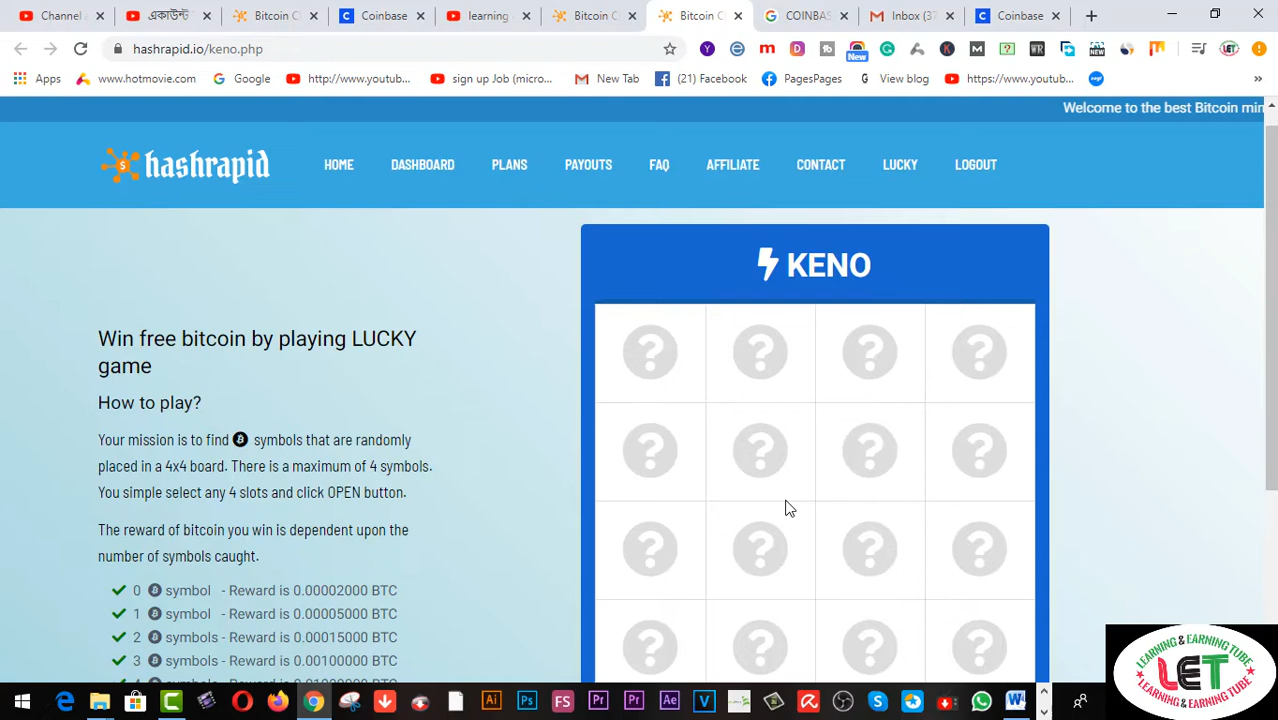 Channel
একাউন্ট
Bitcoin C
Coinbase
learning
Bitcoin C
Bitcoin C
COINBAS
Inbox (37
Coinbase
hashrapid.io/keno.php
New
Apps
www.hotmovie.com
Google
http://www.youtub...
sign up Job (micro...
New Tab
(21) Facebook
PagesPages
View blog
https://www.youtub...
Welcome to the best Bitcoin min
hashrapid
HOME
DASHBOARD
PLANS
PAYOUTS
FAQ
AFFILIATE
CONTACT
LUCKY
LOGOUT
KENO
Win free bitcoin by playing LUCKY
game
How to play?
Your mission is to find symbols that are randomly
placed in a 4x4 board. There is a maximum of 4 symbols.
You simple select any 4 slots and click OPEN button.
The reward of bitcoin you win is dependent upon the
number of symbols caught.
0 symbol - Reward is 0.00002000 BTC
1 symbol - Reward is 0.00005000 BTC
2 symbols - Reward is 0.00015000 BTC
3 symbols - Reward is 0.00100000 BTC
LEARNING & EARNING TUBE
LET
LEARNING & EARNING TUBE